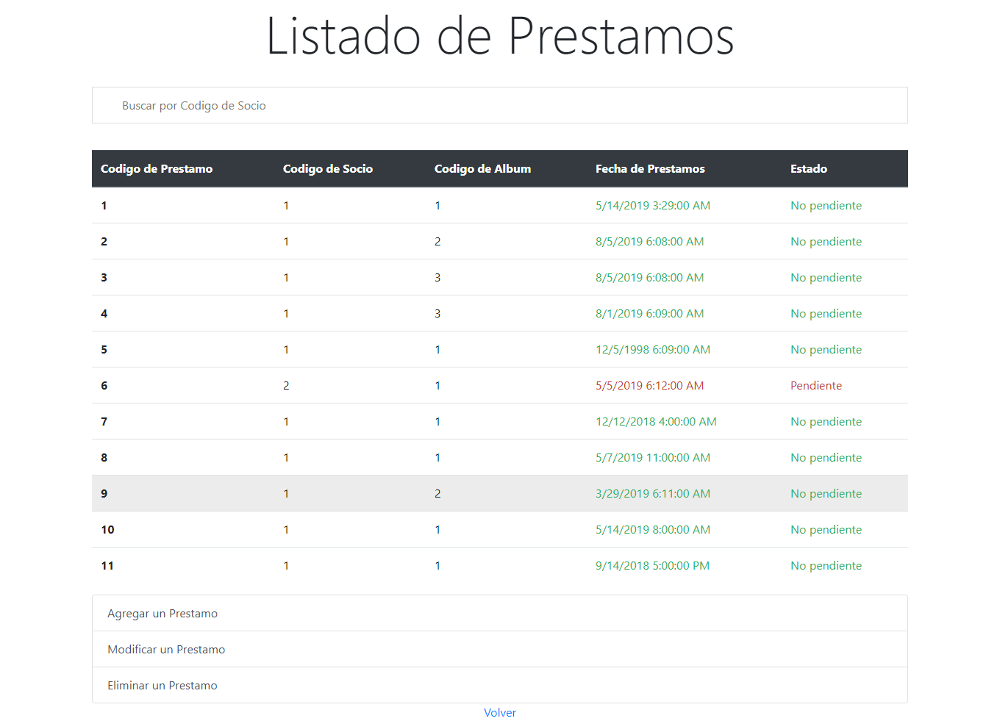 Listado de Prestamos
Buscar por Codigo de Socio
Codigo de Prestamo Codigo de Socio Codigo de Album Fecha de Prestamos Estado
1 1 1 5/14/2019 3:29:00 AM No pendiente
2 1 2 8/5/2019 6:08:00 AM No pendiente
3 1 3 8/5/2019 6:08:00 AM No pendiente
4 1 3 8/1/2019 6:09:00 AM No pendiente
5 1 1 12/5/1998 6:09:00 AM No pendiente
6 2 1 5/5/2019 6:12:00 AM Pendiente
7 1 1 12/12/2018 4:00:00 AM No pendiente
8 1 1 5/7/2019 11:00:00 AM No pendiente
9 1 2 3/29/2019 6:11:00 AM No pendiente
10 1 1 5/14/2019 8:00:00 AM No pendiente
11 1 1 9/14/2018 5:00:00 PM No pendiente
Agregar un Prestamo
Modificar un Prestamo
Eliminar un Prestamo
Volver